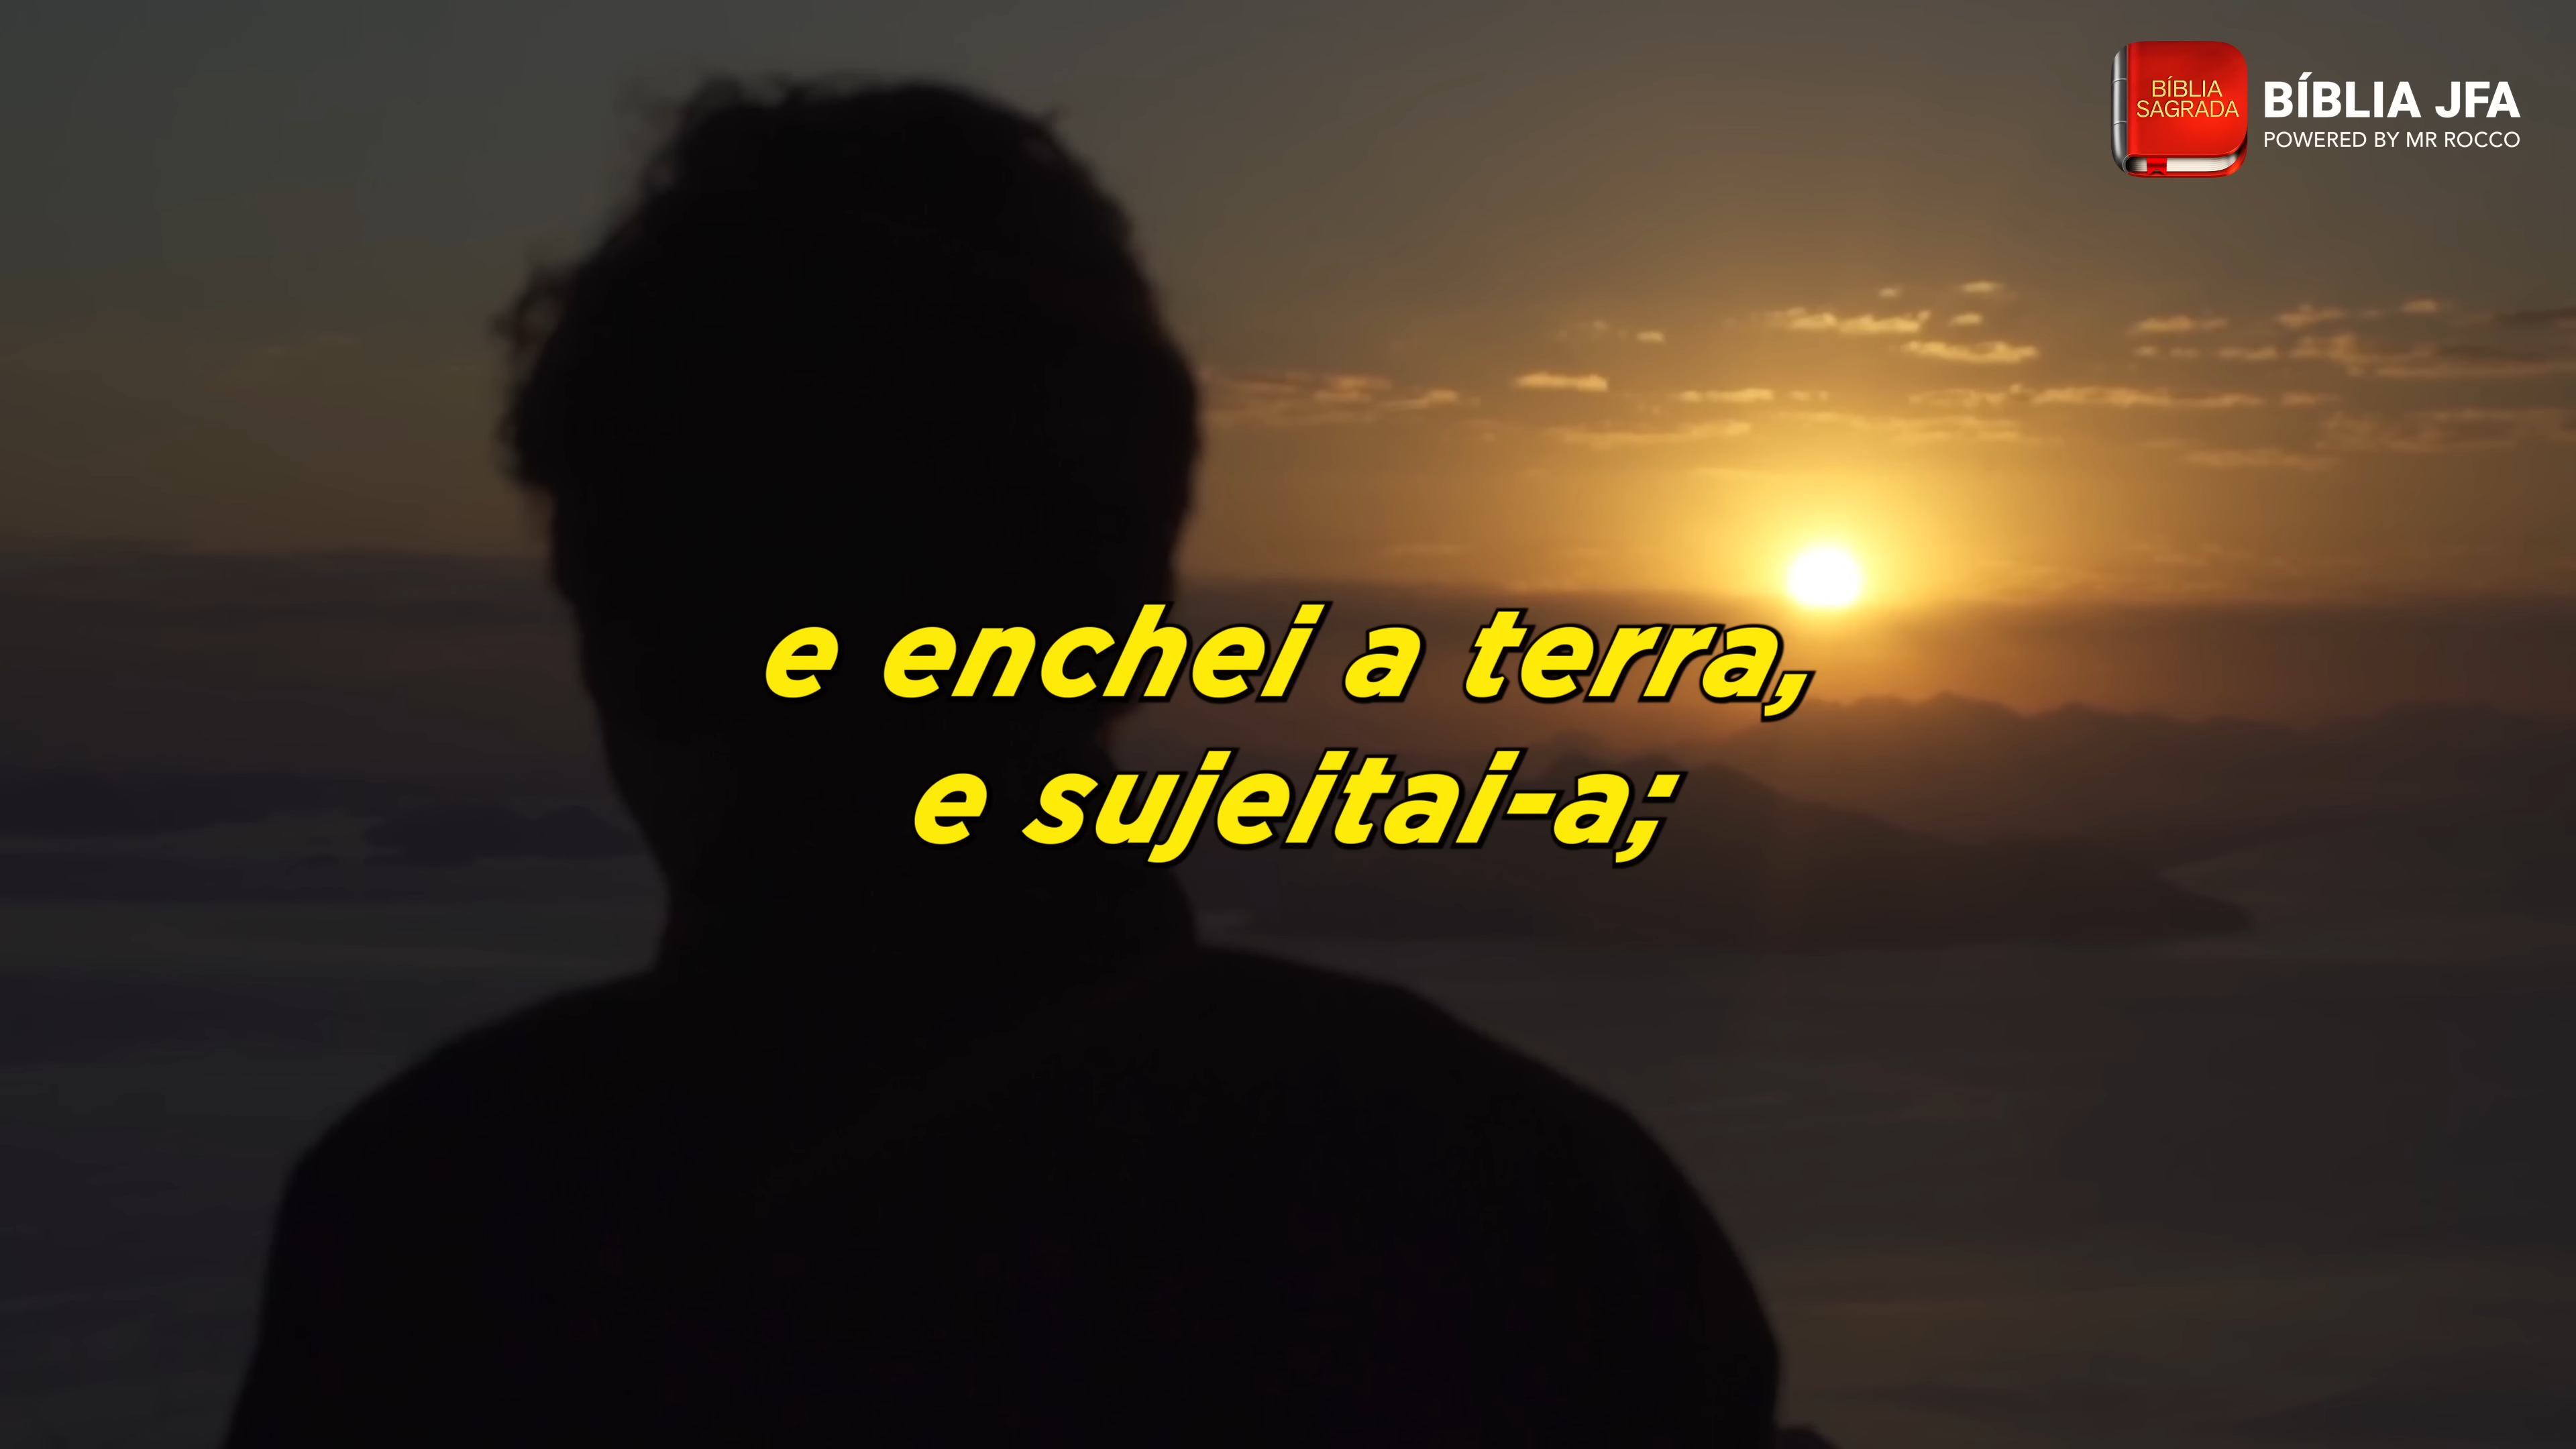 BÍBLIA
SAGRADA
BÍBLIA JFA
POWERED BY MR ROCCO
e enchei a terra,
e sujeitai-a;